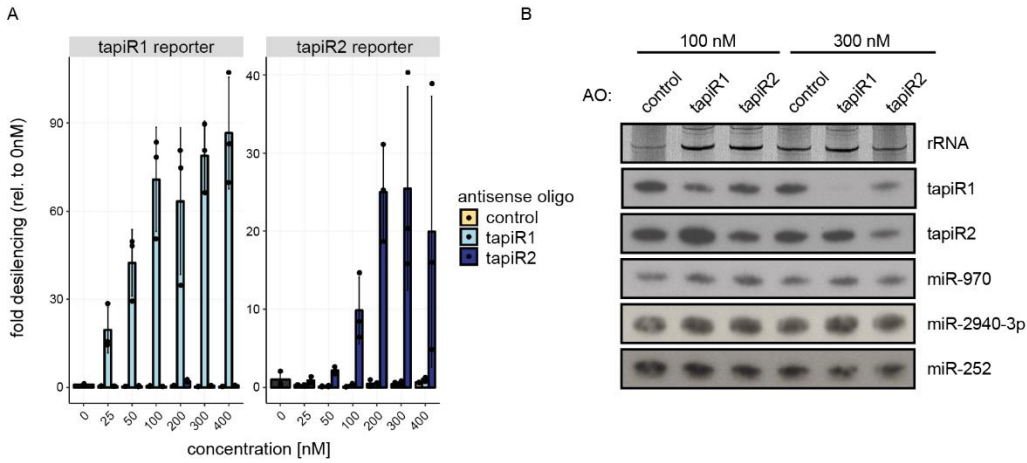 A
tapiR1 reporter
tapiR2 reporter
fold desilencing (rel. to 0nM)
90
60
30
0
40
30
20
10
0
0
25
50
100
200
300
400
0
25
50
100
200
300
400
concentration [nM]
antisense oligo
control
tapiR1
tapiR2
B
100 nM
300 nM
AO:
control
tapiR1
tapiR2
control
tapiR1
tapiR2
rRNA
tapiR1
tapiR2
miR-970
miR-2940-3p
miR-252